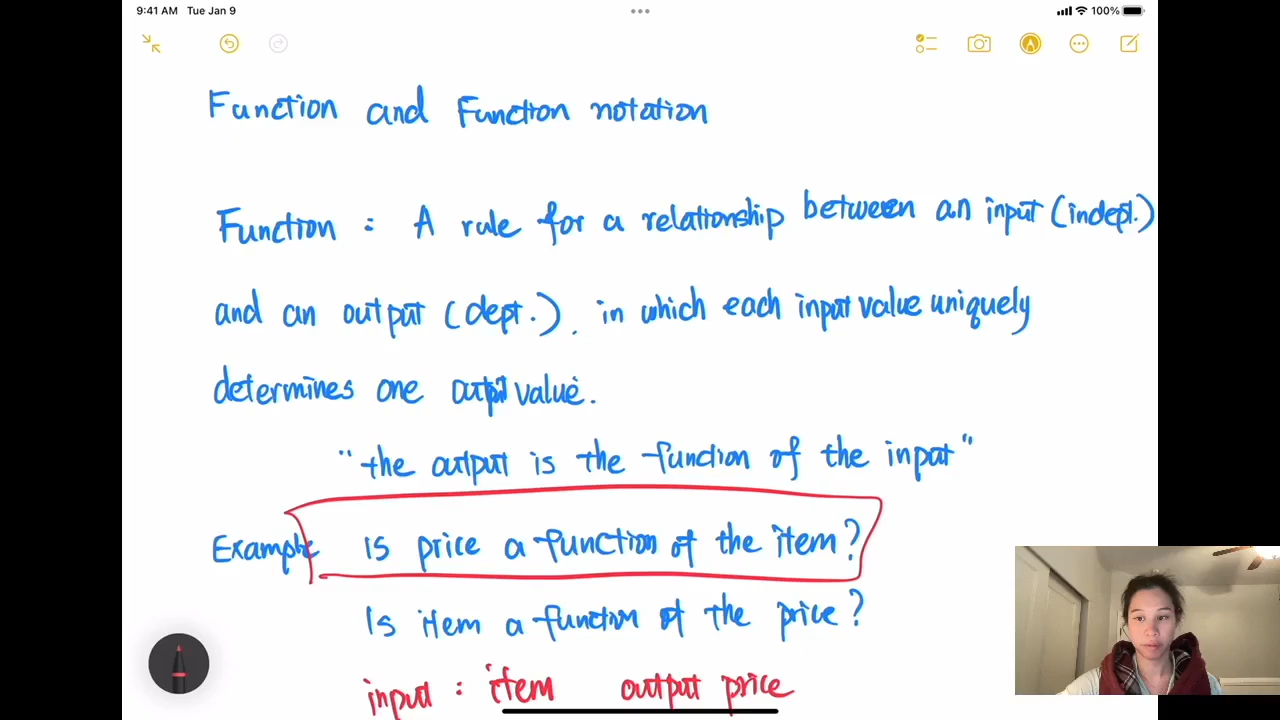 9:41 AM Tue Jan 9
100%
Function and Function notation
Function : A rule for a relationship between an input (indept.)
and an output (dept.), in which each input value uniquely
determines one output value.
"the output is the function of the input"
Example Is price a function of the item?
Is item a function of the price?
input : item output price